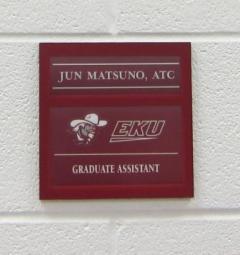 JUN MATSUNO, ATC
EKU
GRADUATE ASSISTANT